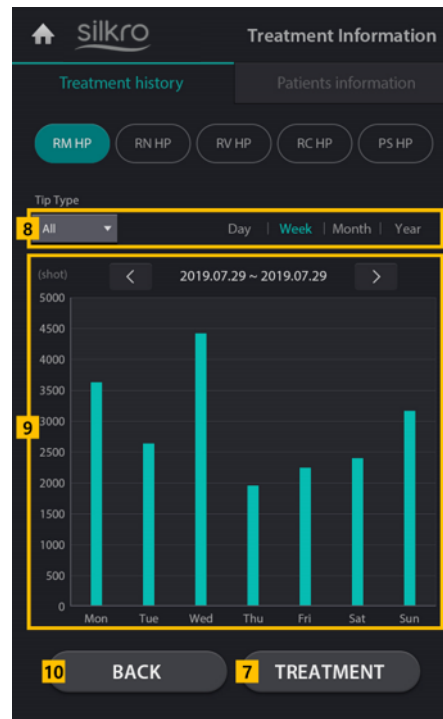 silkro Treatment Information
Treatment history Patients information
RM HP RN HP RV HP RC HP PS HP
Tip Type
8 All Day | Week | Month | Year
(shot) < 2019.07.29 ~ 2019.07.29 >
5000
4500
4000
3500
9 3000
2500
2000
1500
1000
500
0
Mon Tue Wed Thu Fri Sat Sun
10 BACK 7 TREATMENT